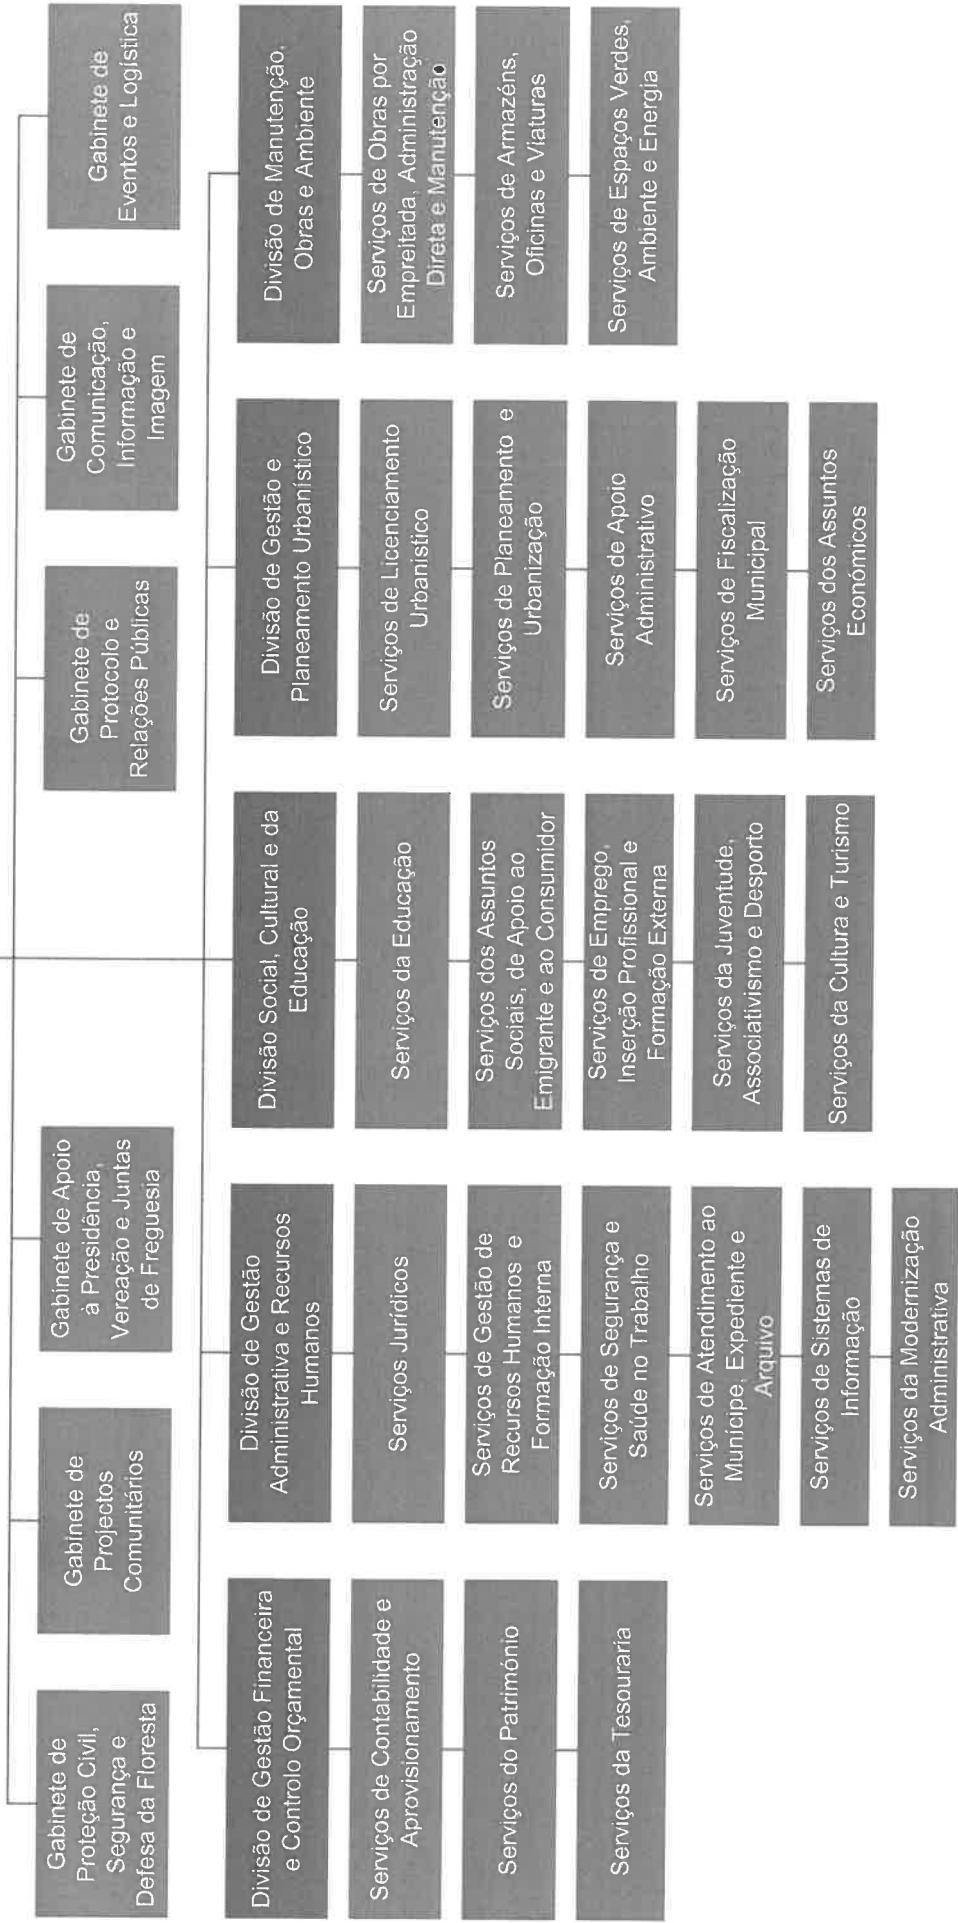 Gabinete de
Proteção Civil,
Segurança e
Defesa da Floresta
Gabinete de
Projectos
Comunitários
Gabinete de Apoio
à Presidência,
Vereação e Juntas
de Freguesia
Gabinete de
Protocolo e
Relações Públicas
Gabinete de
Comunicação,
Informação e
Imagem
Gabinete de
Eventos e Logística
Divisão de Gestão Financeira
e Controlo Orçamental
Serviços de Contabilidade e
Aprovisionamento
Serviços do Património
Serviços da Tesouraria
Divisão de Gestão
Administrativa e Recursos
Humanos
Serviços Jurídicos
Serviços de Gestão de
Recursos Humanos e
Formação Interna
Serviços de Segurança e
Saúde no Trabalho
Serviços de Atendimento ao
Munícipe, Expediente e
Arquivo
Serviços de Sistemas de
Informação
Serviços da Modernização
Administrativa
Divisão Social, Cultural e da
Educação
Serviços da Educação
Serviços dos Assuntos
Sociais, de Apoio ao
Emigrante e ao Consumidor
Serviços de Emprego,
Inserção Profissional e
Formação Externa
Serviços da Juventude,
Associativismo e Desporto
Serviços da Cultura e Turismo
Divisão de Gestão e
Planeamento Urbanístico
Serviços de Licenciamento
Urbanístico
Serviços de Planeamento e
Urbanização
Serviços de Apoio
Administrativo
Serviços de Fiscalização
Municipal
Serviços dos Assuntos
Económicos
Divisão de Manutenção,
Obras e Ambiente
Serviços de Obras por
Empreitada, Administração
Direta e Manutenção
Serviços de Armazéns,
Oficinas e Viaturas
Serviços de Espaços Verdes,
Ambiente e Energia